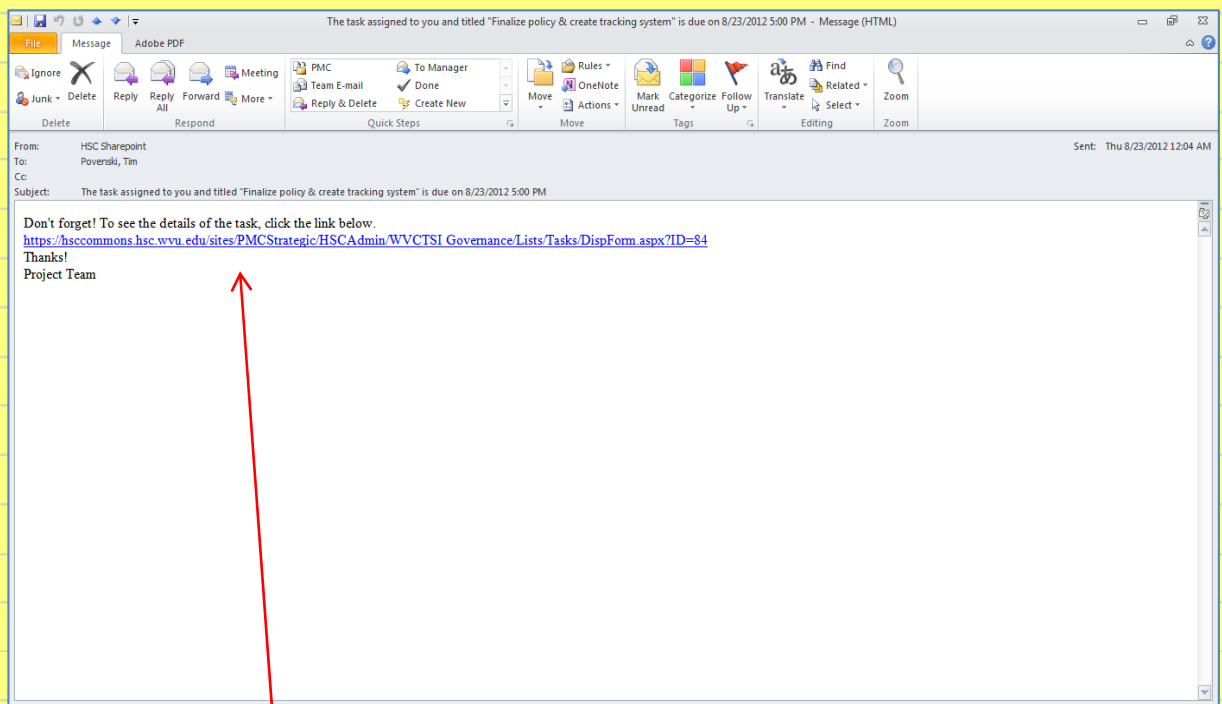 The task assigned to you and titled "Finalize policy & create tracking system" is due on 8/23/2012 5:00 PM - Message (HTML)
File Message Adobe PDF
Ignore
Junk
Delete
Reply
Reply All
Forward
Meeting
More
PMC
Team E-mail
Reply & Delete
To Manager
Done
Create New
Move
Rules
OneNote
Actions
Mark Unread
Categorize
Follow Up
Translate
Find
Related
Select
Zoom
Delete Respond Quick Steps Move Tags Editing Zoom
From: HSC Sharepoint Sent: Thu 8/23/2012 12:04 AM
To: Povenski, Tim
Cc:
Subject: The task assigned to you and titled "Finalize policy & create tracking system" is due on 8/23/2012 5:00 PM
Don't forget! To see the details of the task, click the link below.
https://hsccommons.hsc.wvu.edu/sites/PMCStrategic/HSCAdmin/WVCTSI Governance/Lists/Tasks/DispForm.aspx?ID=84
Thanks!
Project Team